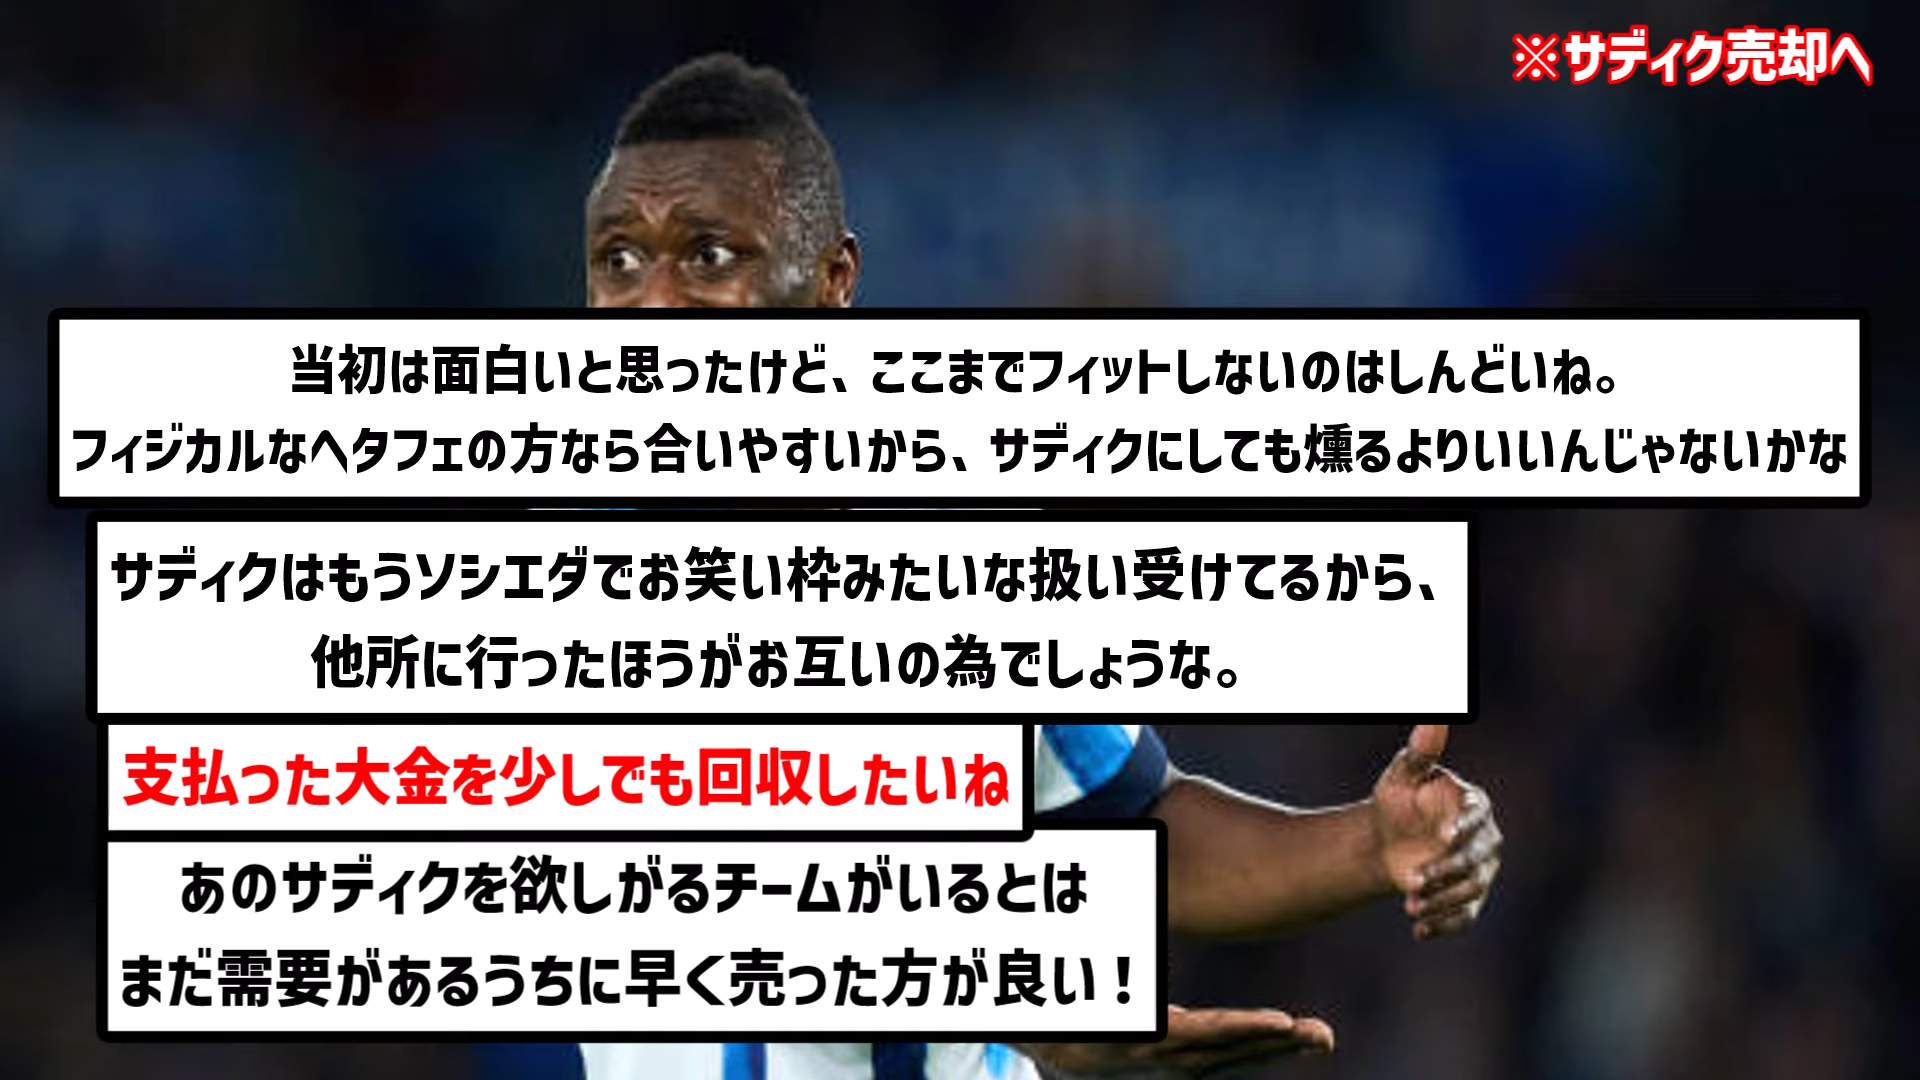 ※サディク売却へ
当初は面白いと思ったけど、ここまでフィットしないのはしんどいね。
フィジカルなヘタフェの方なら合いやすいから、サディクにしても燻るよりいいんじゃないかな
サディクはもうソシエダでお笑い枠みたいな扱い受けてるから、
他所に行ったほうがお互いの為でしょうな。
支払った大金を少しでも回収したいね
あのサディクを欲しがるチームがいるとは
まだ需要があるうちに早く売った方が良い！